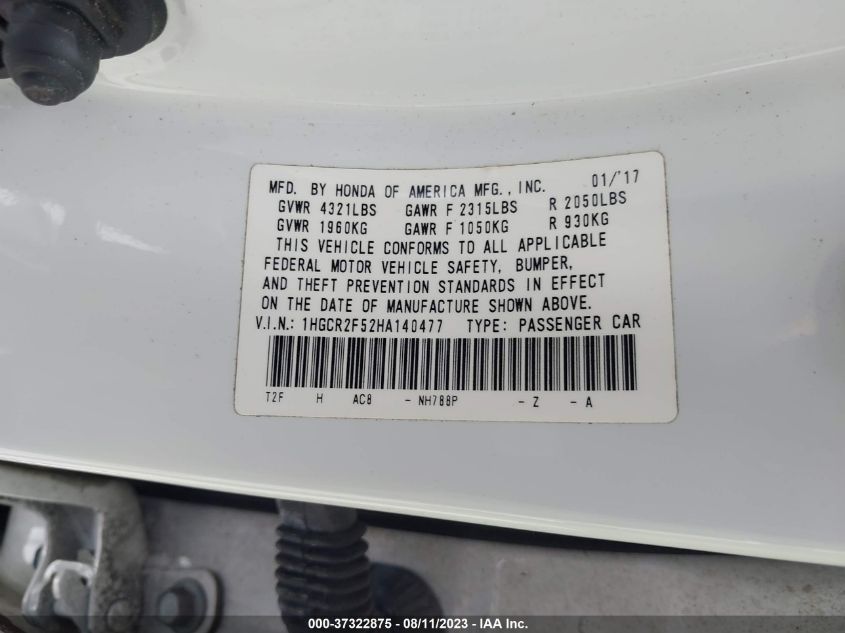 MFD. BY HONDA OF AMERICA MFG., INC. 01/'17
GVWR 4321LBS GAWR F 2315LBS R 2050LBS
GVWR 1960KG GAWR F 1050KG R 930KG
THIS VEHICLE CONFORMS TO ALL APPLICABLE
FEDERAL MOTOR VEHICLE SAFETY, BUMPER,
AND THEFT PREVENTION STANDARDS IN EFFECT
ON THE DATE OF MANUFACTURE SHOWN ABOVE.
V.I.N.: 1HGCR2F52HA140477 TYPE: PASSENGER CAR
T2F H AC8 - NH788P - Z - A
000-37322875 - 08/11/2023 - IAAI Inc.